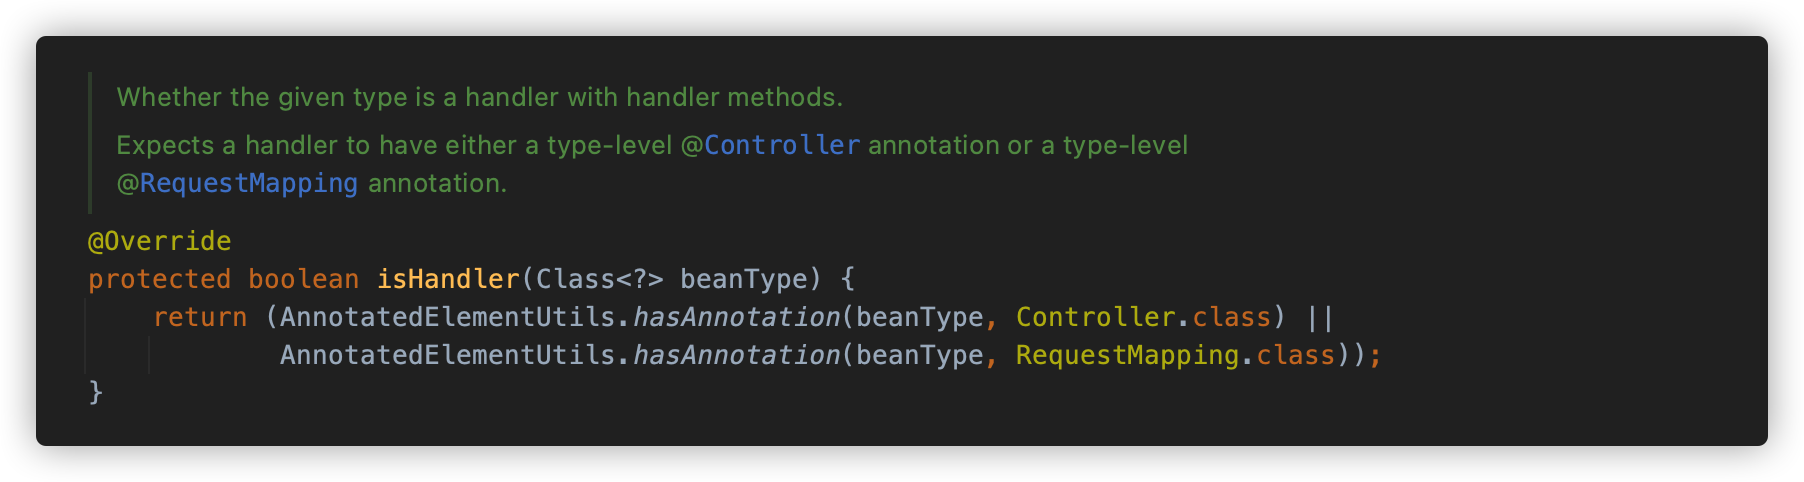 Whether the given type is a handler with handler methods.
Expects a handler to have either a type-level @Controller annotation or a type-level
@RequestMapping annotation.
@Override
protected boolean isHandler(Class<?> beanType) {
    return (AnnotatedElementUtils.hasAnnotation(beanType, Controller.class) ||
            AnnotatedElementUtils.hasAnnotation(beanType, RequestMapping.class));
}